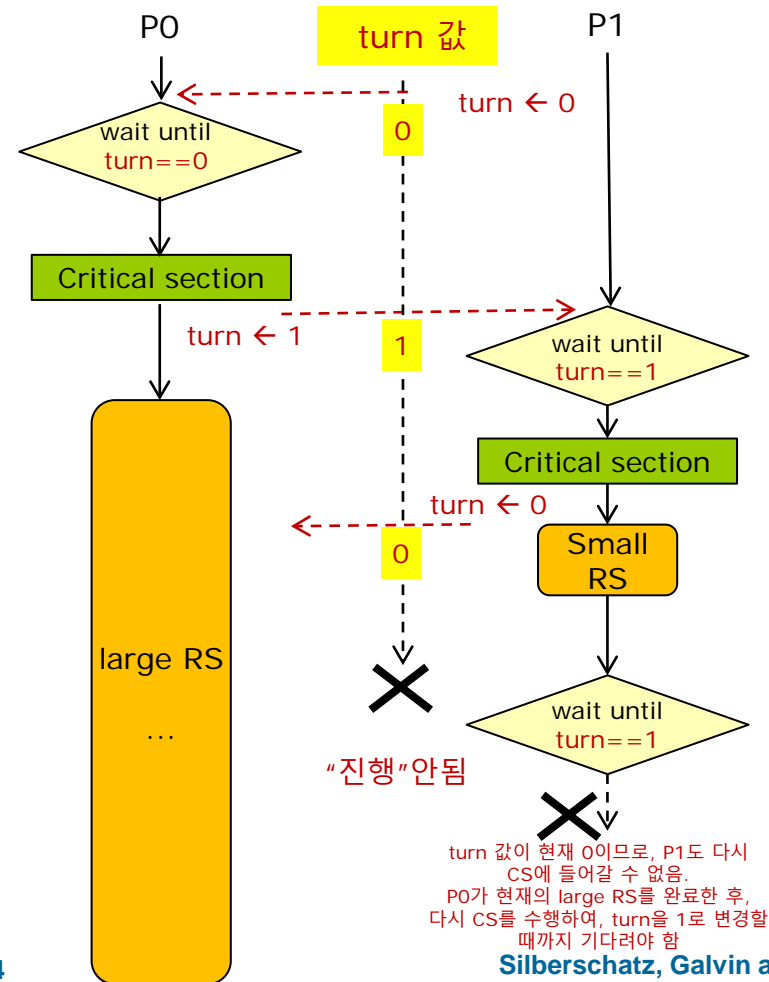 P0
turn 값
P1
turn ← 0
wait until
turn==0
0
Critical section
turn ← 1
1
wait until
turn==1
Critical section
turn ← 0
0
Small
RS
large RS
...
wait until
turn==1
“진행”안됨
turn 값이 현재 0이므로, P1도 다시
CS에 들어갈 수 없음.
P0가 현재의 large RS를 완료한 후,
다시 CS를 수행하여, turn을 1로 변경할
때까지 기다려야 함
4
Silberschatz, Galvin a